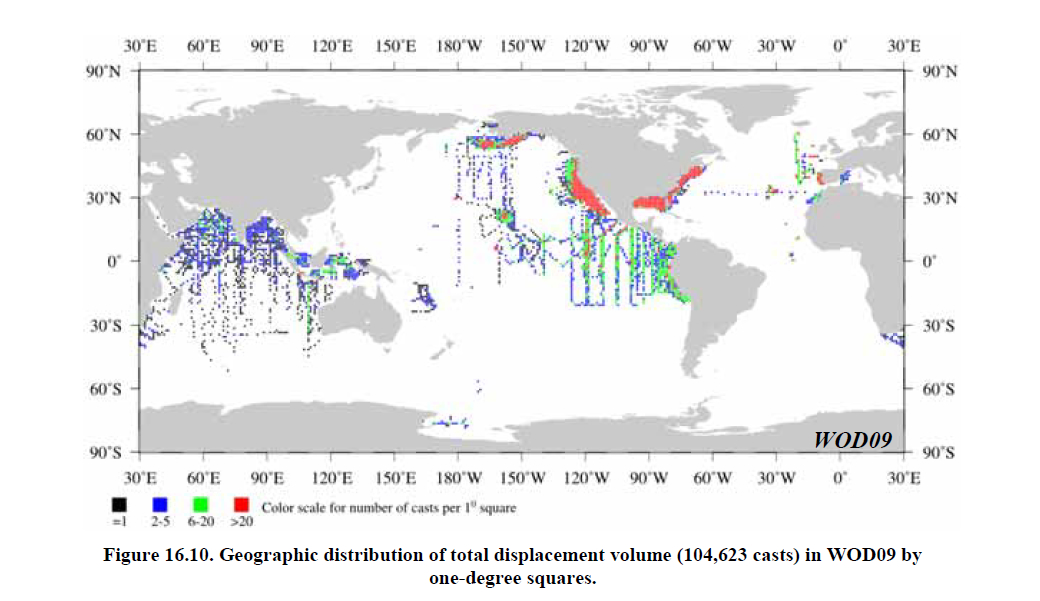 30˚E 60˚E 90˚E 120˚E 150˚E 180˚W 150˚W 120˚W 90˚W 60˚W 30˚W 0˚ 30˚E
90˚N 90˚N
60˚N 60˚N
30˚N 30˚N
0˚ 0˚
30˚S 30˚S
60˚S 60˚S
WOD09
90˚S 90˚S
30˚E 60˚E 90˚E 120˚E 150˚E 180˚W 150˚W 120˚W 90˚W 60˚W 30˚W 0˚ 30˚E
Color scale for number of casts per 1⁰ square
=1 2-5 6-20 >20
Figure 16.10. Geographic distribution of total displacement volume (104,623 casts) in WOD09 by
one-degree squares.